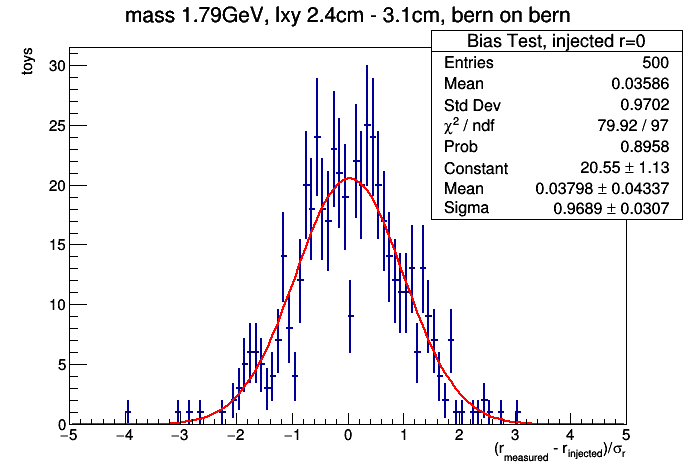 mass 1.79GeV, lxy 2.4cm - 3.1cm, bern on bern
toys
Bias Test, injected r=0
Entries 500
Mean 0.03586
Std Dev 0.9702
χ² / ndf 79.92 / 97
Prob 0.8958
Constant 20.55 ± 1.13
Mean 0.03798 ± 0.04337
Sigma 0.9689 ± 0.0307
30
25
20
15
10
5
0
−5 −4 −3 −2 −1 0 1 2 3 4 5
(r_measured - r_injected)/σ_r